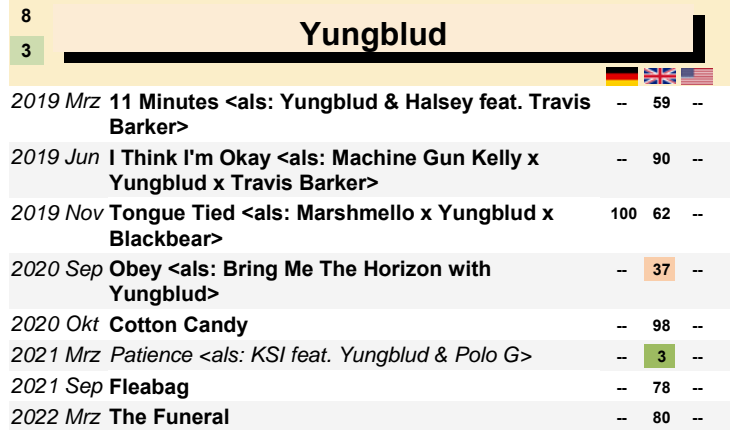 8
Yungblud
3
2019 Mrz 11 Minutes <als: Yungblud & Halsey feat. Travis -- 59 --
Barker>
2019 Jun I Think I'm Okay <als: Machine Gun Kelly x -- 90 --
Yungblud x Travis Barker>
2019 Nov Tongue Tied <als: Marshmello x Yungblud x 100 62 --
Blackbear>
2020 Sep Obey <als: Bring Me The Horizon with -- 37 --
Yungblud>
2020 Okt Cotton Candy -- 98 --
2021 Mrz Patience <als: KSI feat. Yungblud & Polo G> -- 3 --
2021 Sep Fleabag -- 78 --
2022 Mrz The Funeral -- 80 --